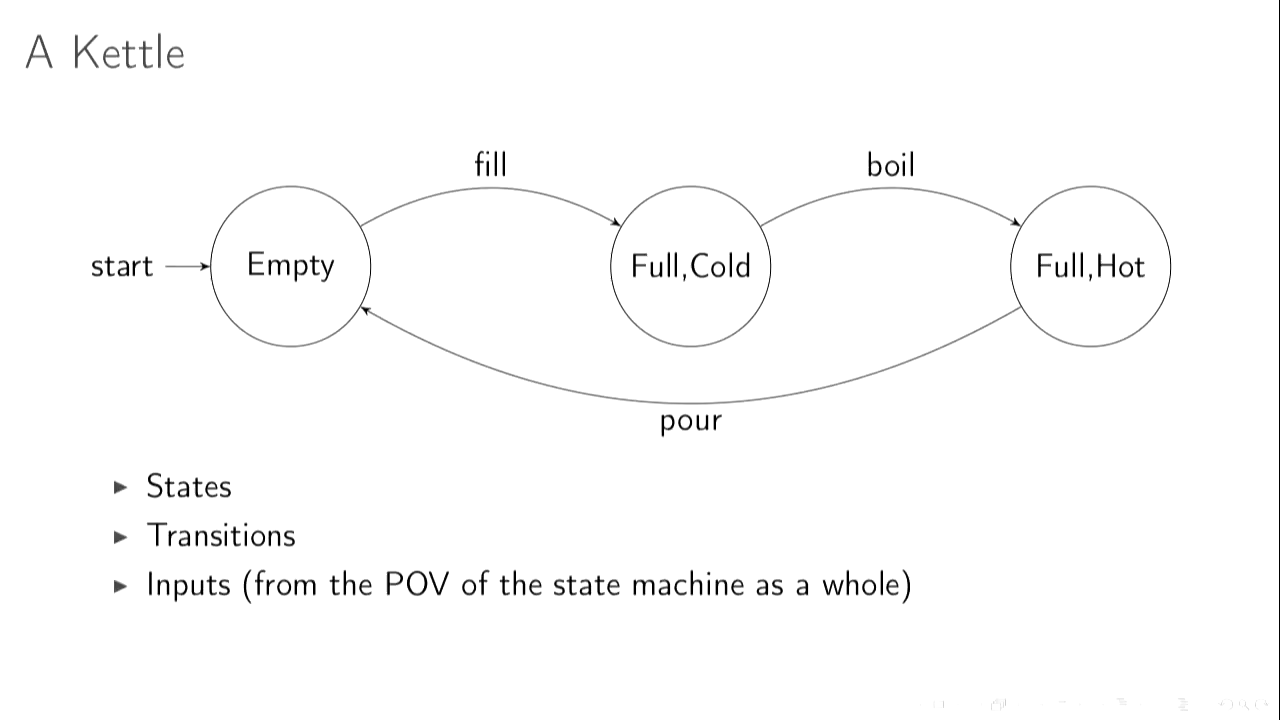 A Kettle
fill
boil
start
Empty
Full,Cold
Full,Hot
pour
States
Transitions
Inputs (from the POV of the state machine as a whole)